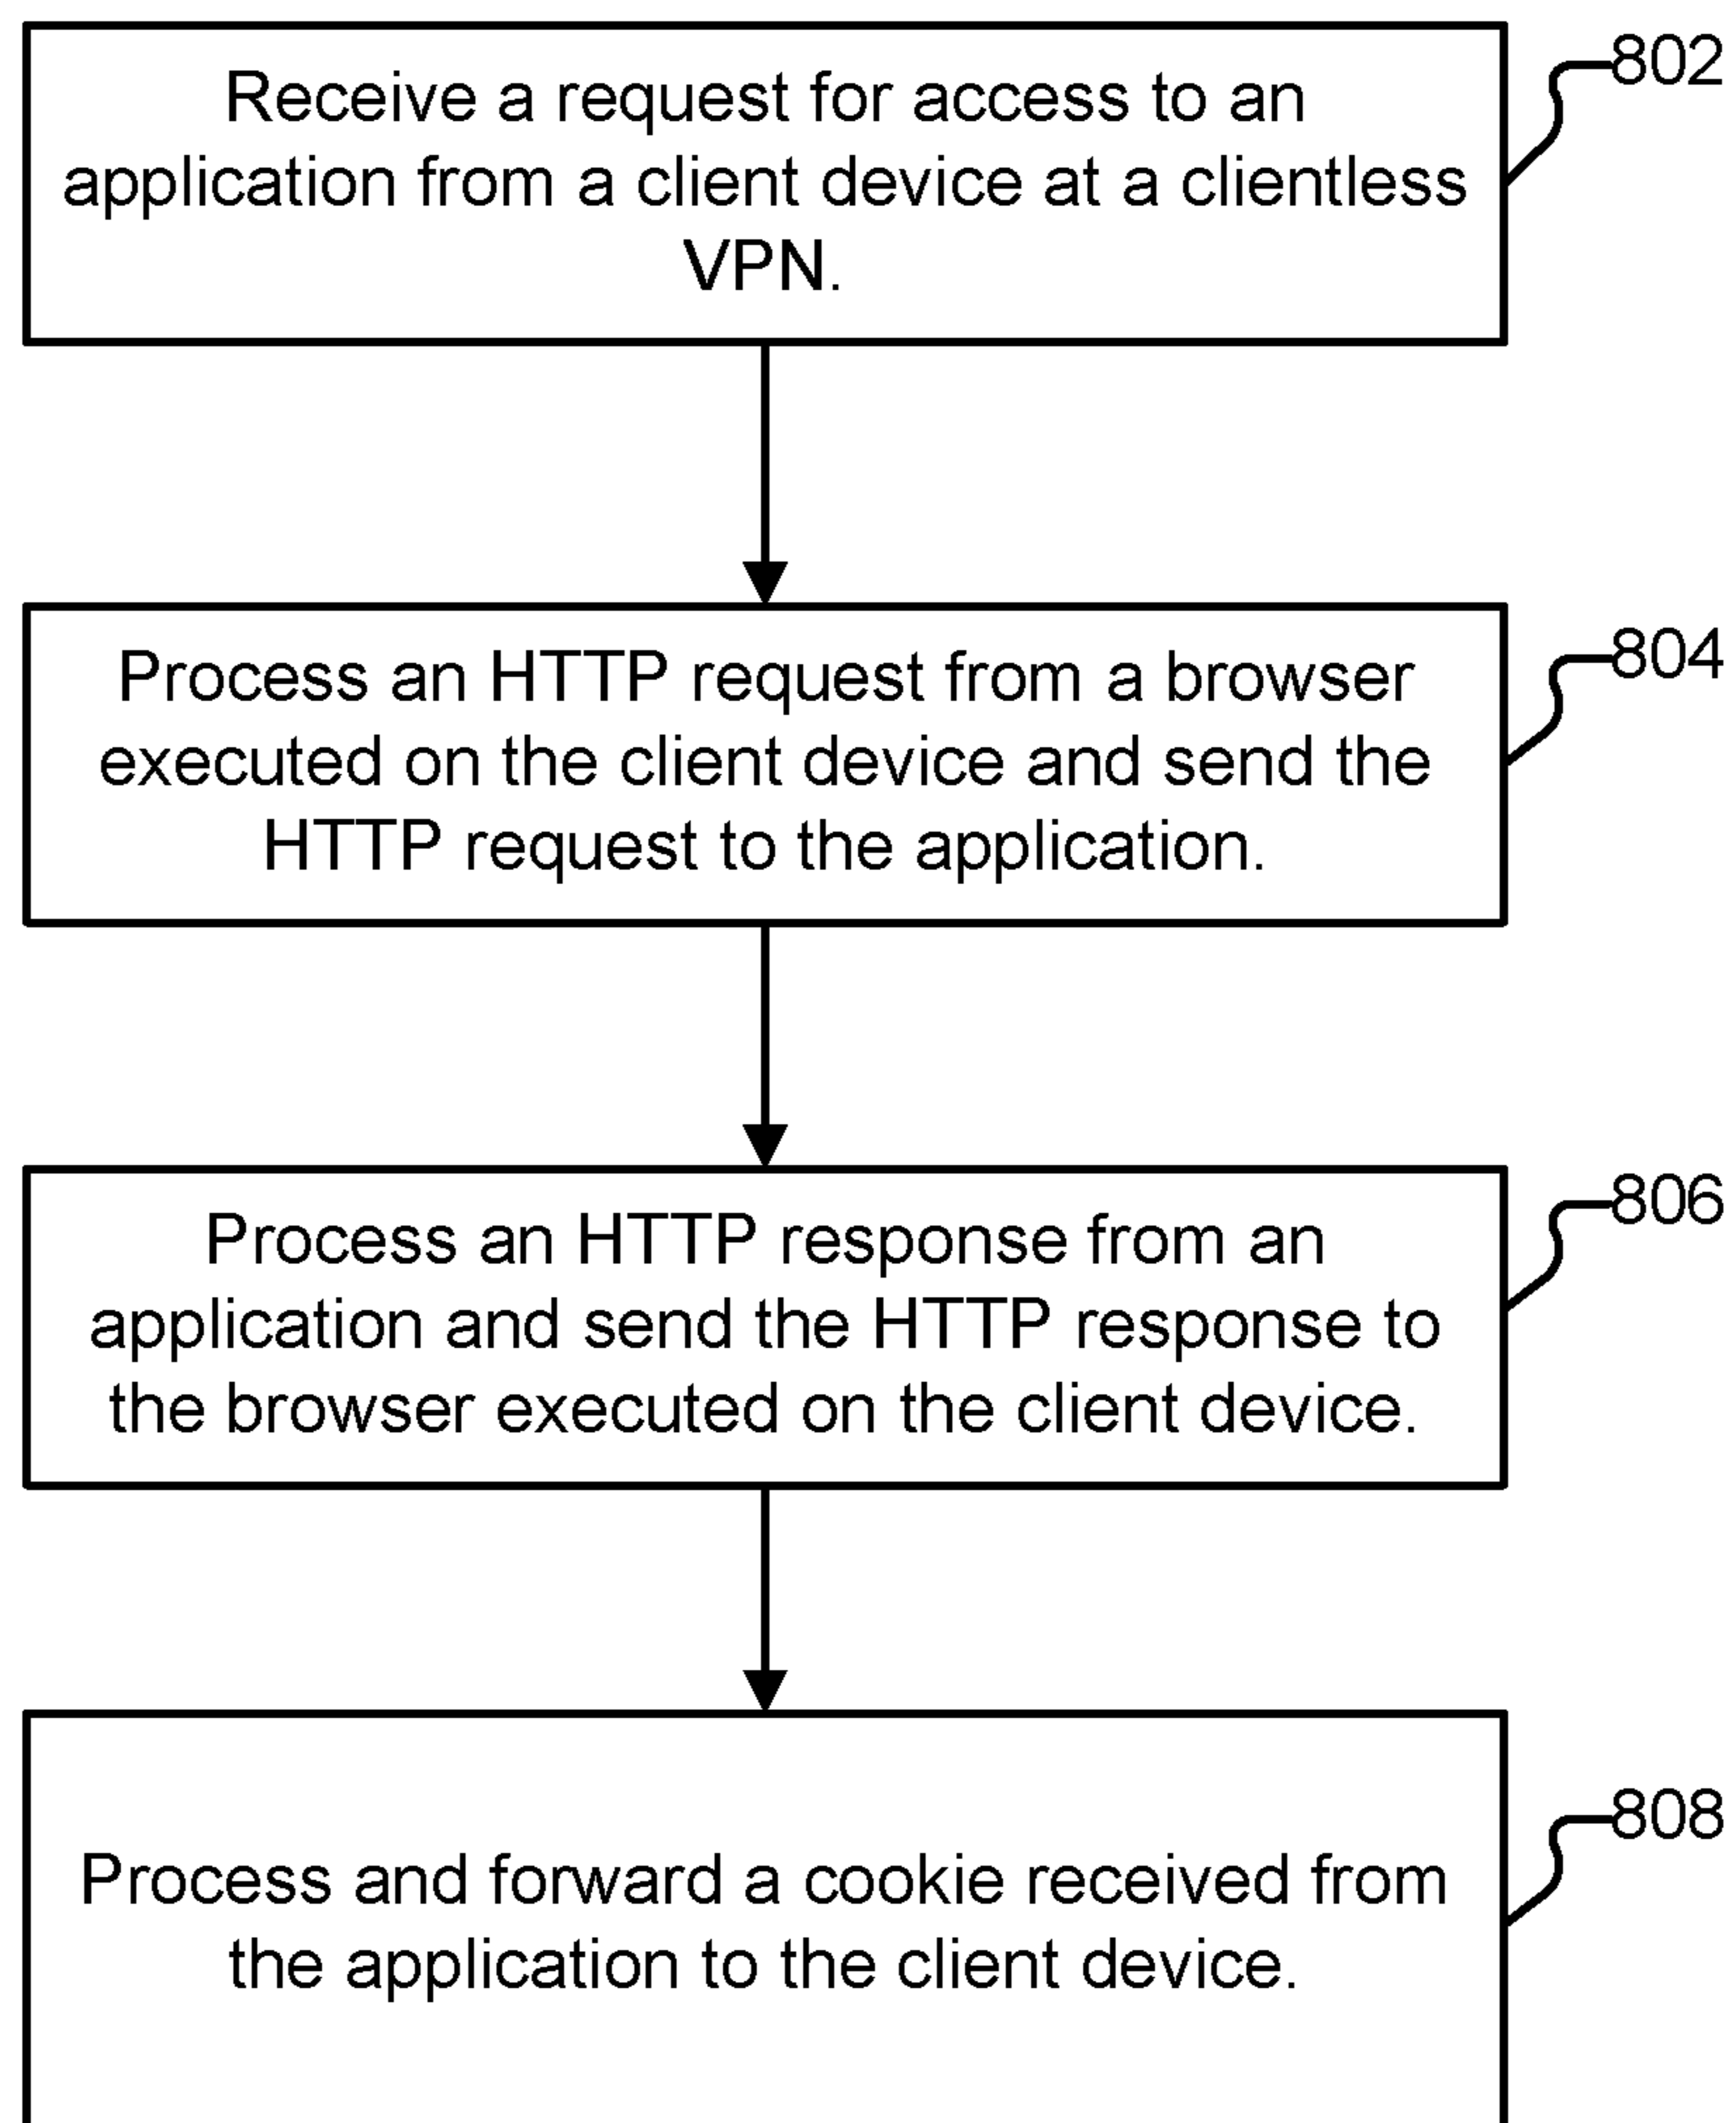 Receive a request for access to an
application from a client device at a clientless
VPN.
802
Process an HTTP request from a browser
executed on the client device and send the
HTTP request to the application.
804
Process an HTTP response from an
application and send the HTTP response to
the browser executed on the client device.
806
Process and forward a cookie received from
the application to the client device.
808